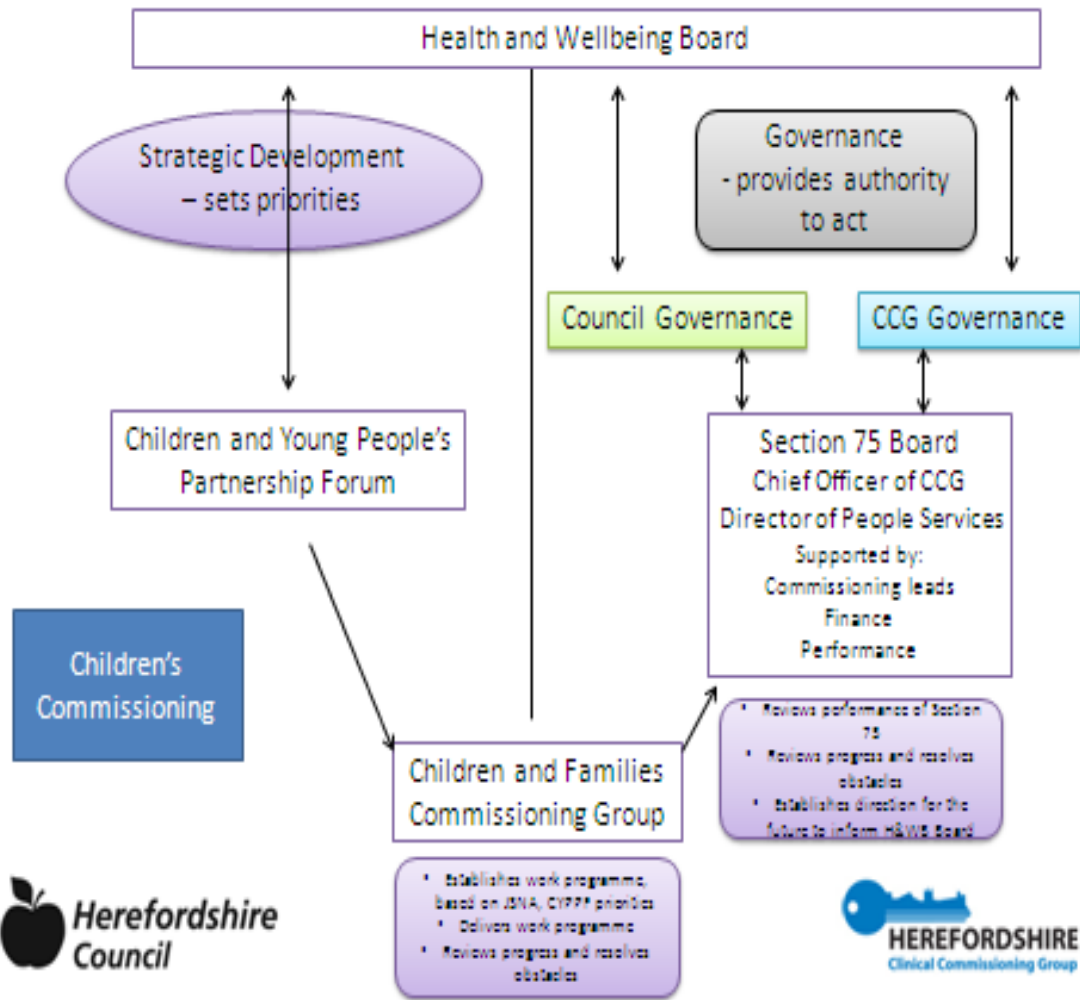 Health and Wellbeing Board
Strategic Development
– sets priorities
Governance
- provides authority
to act
Council Governance
CCG Governance
Children and Young People's
Partnership Forum
Section 75 Board
Chief Officer of CCG
Director of People Services
Supported by:
Commissioning leads
Finance
Performance
Children's
Commissioning
• Reviews performance of Section
75
• Reviews progress and resolves
obstacles
• Establishes direction for the
future to inform H&WB Board
Children and Families
Commissioning Group
• Establishes work programme,
based on JSNA, CYPPF priorities
• Delivers work programme
• Reviews progress and resolves
obstacles
Herefordshire
Council
HEREFORDSHIRE
Clinical Commissioning Group